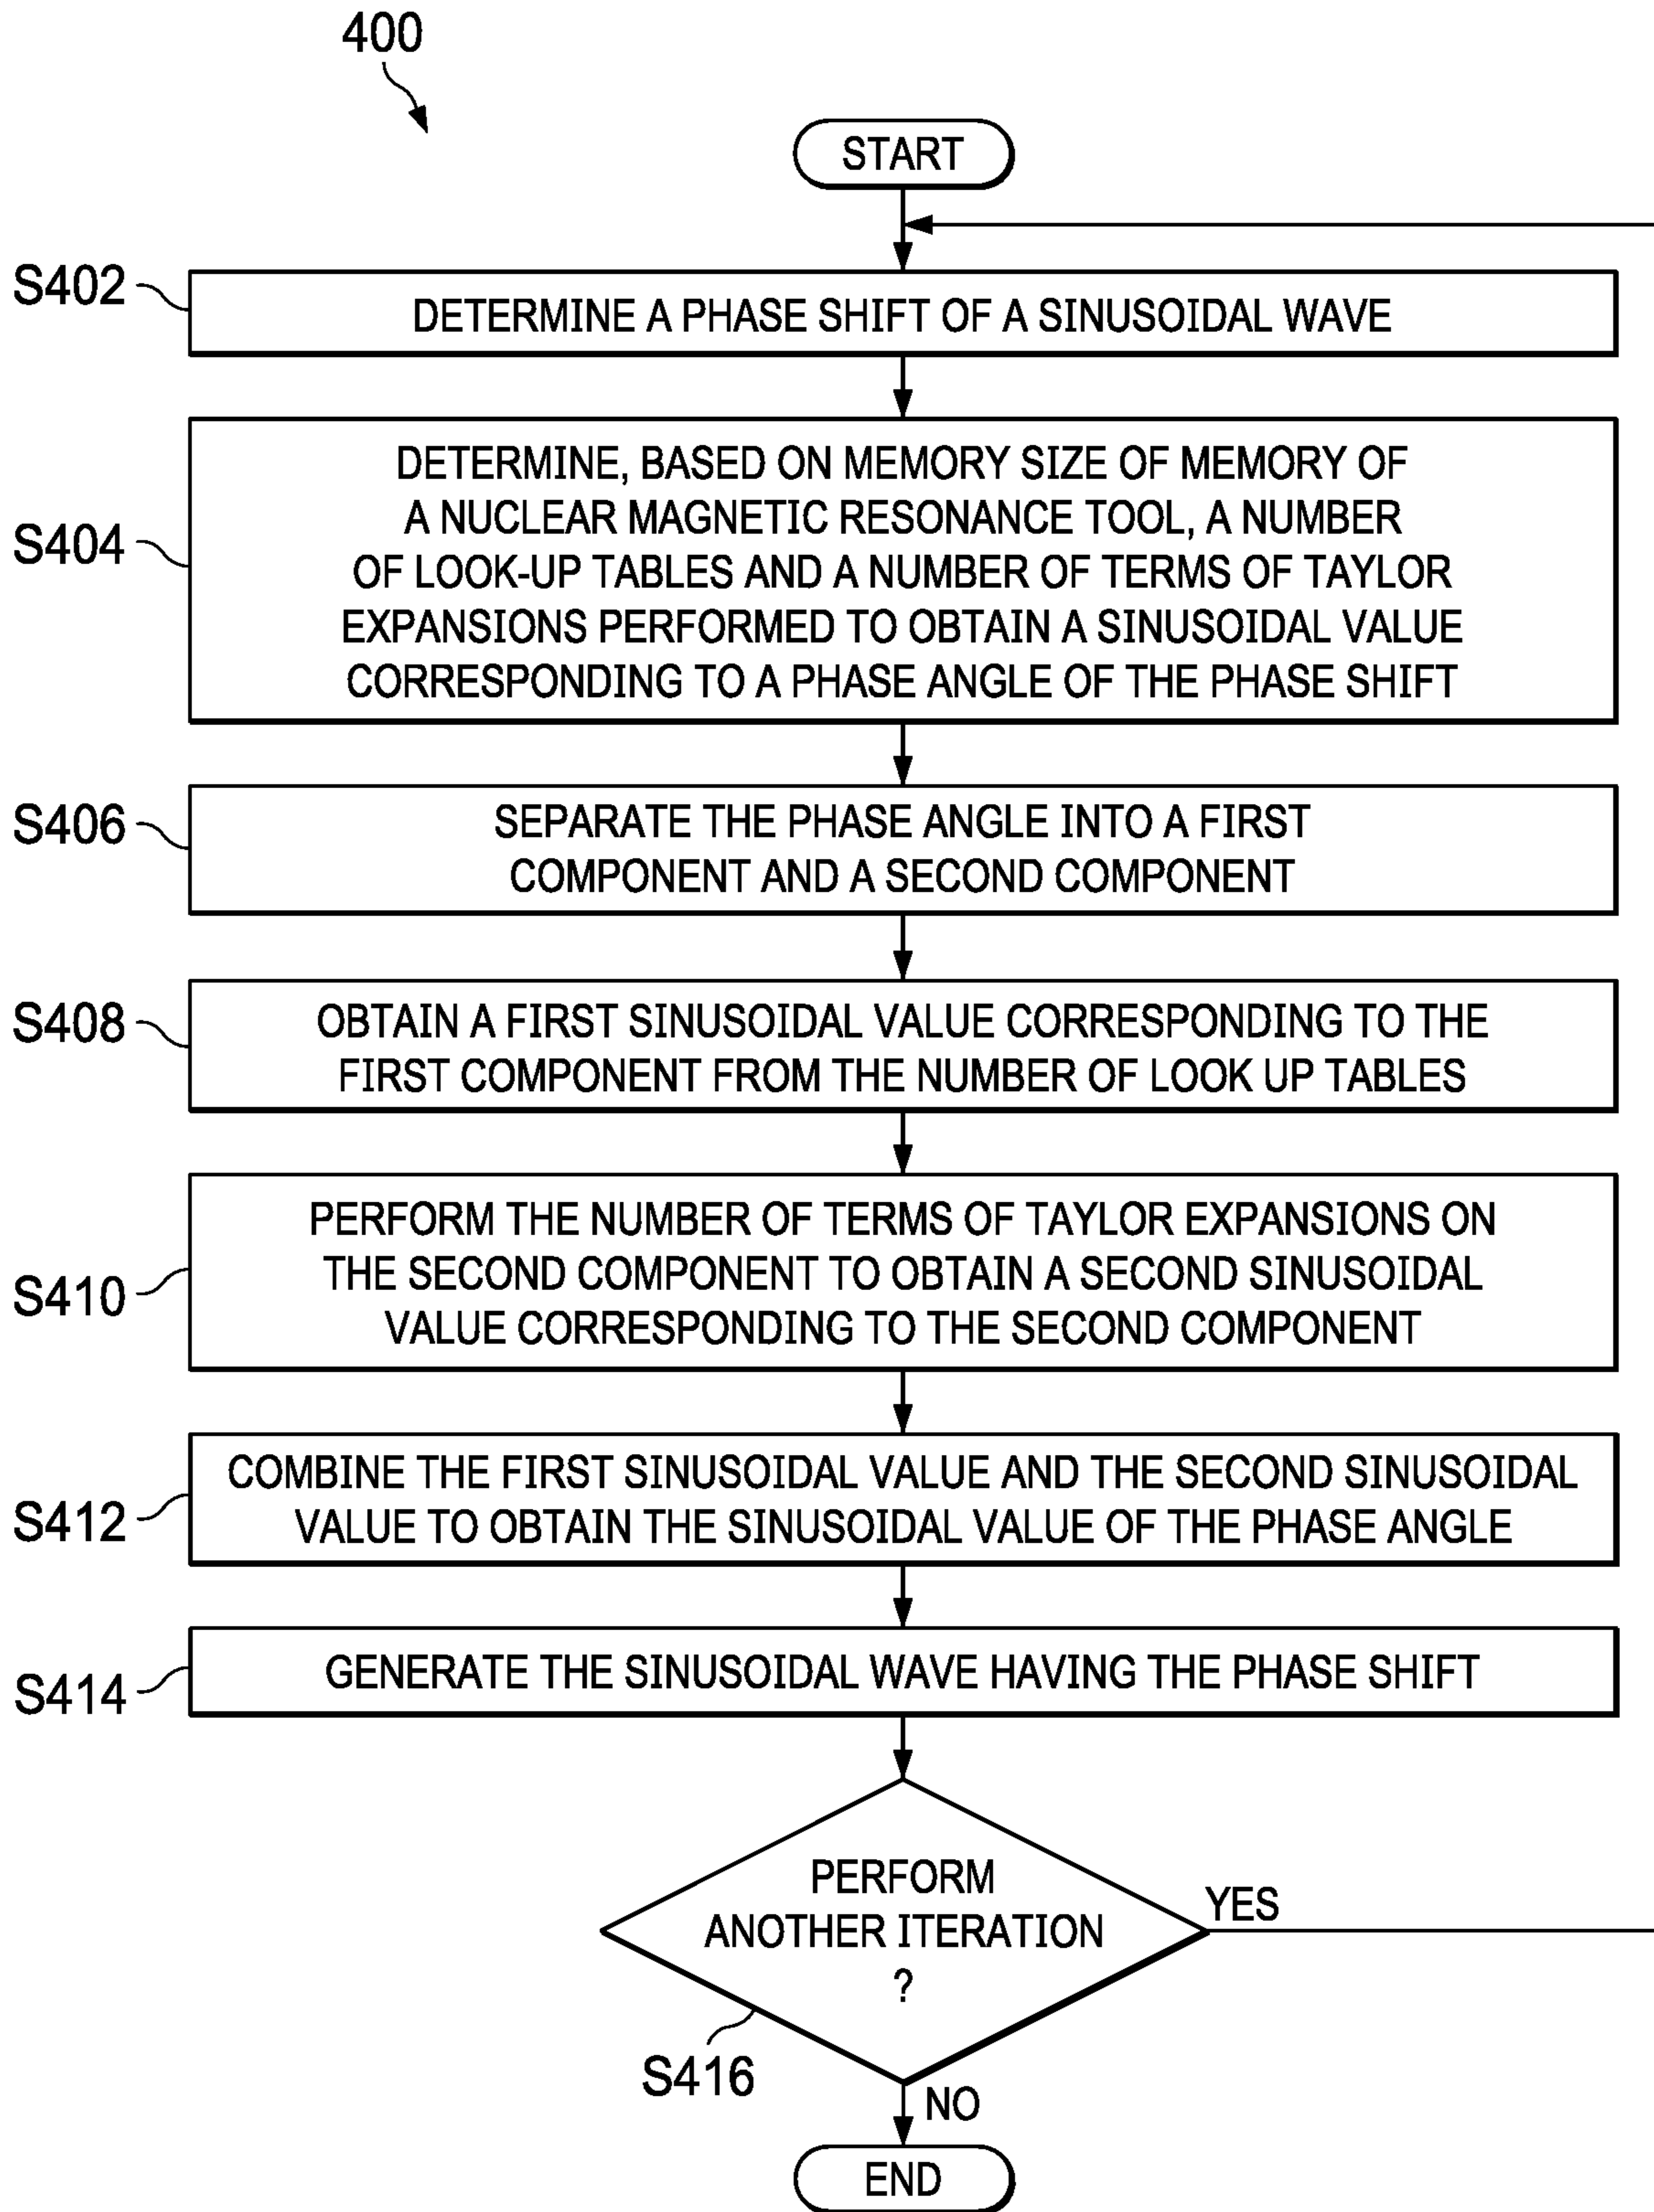 400
START
S402
DETERMINE A PHASE SHIFT OF A SINUSOIDAL WAVE
S404
DETERMINE, BASED ON MEMORY SIZE OF MEMORY OF
A NUCLEAR MAGNETIC RESONANCE TOOL, A NUMBER
OF LOOK-UP TABLES AND A NUMBER OF TERMS OF TAYLOR
EXPANSIONS PERFORMED TO OBTAIN A SINUSOIDAL VALUE
CORRESPONDING TO A PHASE ANGLE OF THE PHASE SHIFT
S406
SEPARATE THE PHASE ANGLE INTO A FIRST
COMPONENT AND A SECOND COMPONENT
S408
OBTAIN A FIRST SINUSOIDAL VALUE CORRESPONDING TO THE
FIRST COMPONENT FROM THE NUMBER OF LOOK UP TABLES
S410
PERFORM THE NUMBER OF TERMS OF TAYLOR EXPANSIONS ON
THE SECOND COMPONENT TO OBTAIN A SECOND SINUSOIDAL
VALUE CORRESPONDING TO THE SECOND COMPONENT
S412
COMBINE THE FIRST SINUSOIDAL VALUE AND THE SECOND SINUSOIDAL
VALUE TO OBTAIN THE SINUSOIDAL VALUE OF THE PHASE ANGLE
S414
GENERATE THE SINUSOIDAL WAVE HAVING THE PHASE SHIFT
PERFORM
ANOTHER ITERATION
?
YES
S416
NO
END